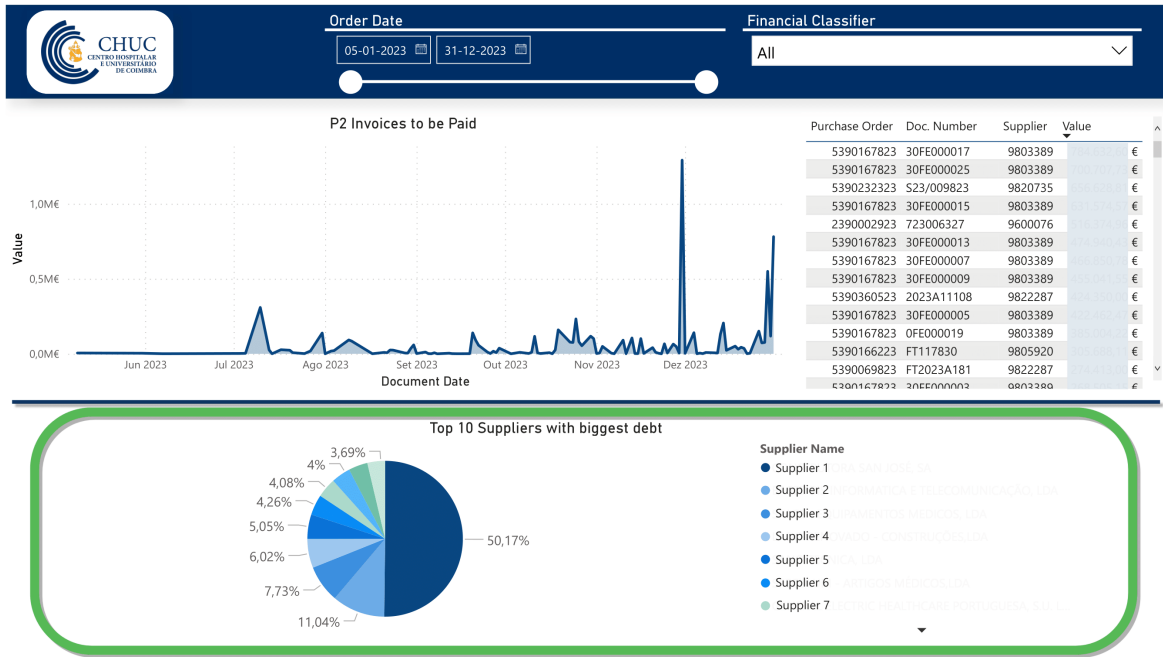 CHUC
CENTRO HOSPITALAR
E UNIVERSITÁRIO
DE COIMBRA
Order Date
05-01-2023 31-12-2023
Financial Classifier
All
P2 Invoices to be Paid
Value
1,0M€
0,5M€
0,0M€
Jun 2023 Jul 2023 Ago 2023 Set 2023 Out 2023 Nov 2023 Dez 2023
Document Date
Purchase Order Doc. Number Supplier Value
5390167823 30FE000017 9803389 €
5390167823 30FE000025 9803389 €
5390232323 S23/009823 9820735 €
5390167823 30FE000015 9803389 €
2390002923 723006327 9600076 €
5390167823 30FE000013 9803389 €
5390167823 30FE000007 9803389 €
5390167823 30FE000009 9803389 €
5390360523 2023A11108 9822287 €
5390167823 30FE000005 9803389 €
5390167823 0FE000019 9803389 €
5390166223 FT117830 9805920 €
5390069823 FT2023A181 9822287 €
5390167823 30FE000003 9803389 €
Top 10 Suppliers with biggest debt
3,69%
4%
4,08%
4,26%
5,05%
6,02%
7,73%
11,04%
50,17%
Supplier Name
Supplier 1
Supplier 2
Supplier 3
Supplier 4
Supplier 5
Supplier 6
Supplier 7